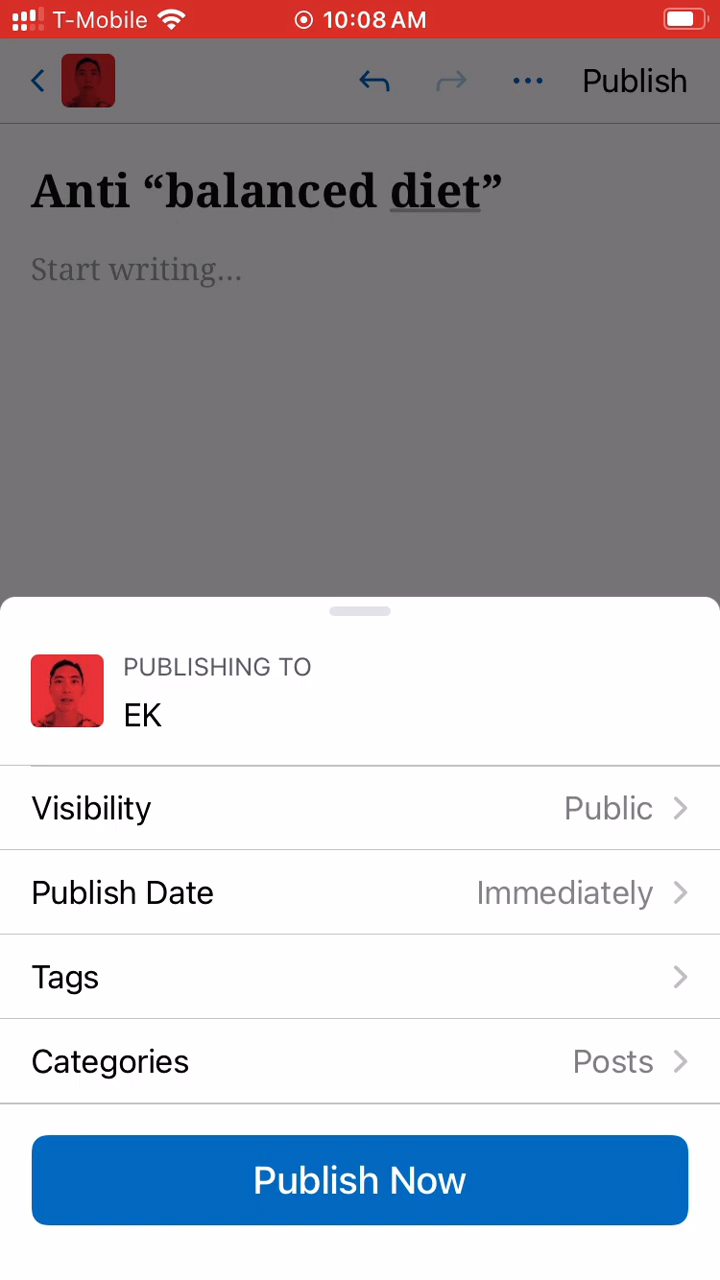 T-Mobile 10:08 AM
Publish
Anti “balanced diet”
Start writing...
PUBLISHING TO
EK
Visibility Public
Publish Date Immediately
Tags
Categories Posts
Publish Now